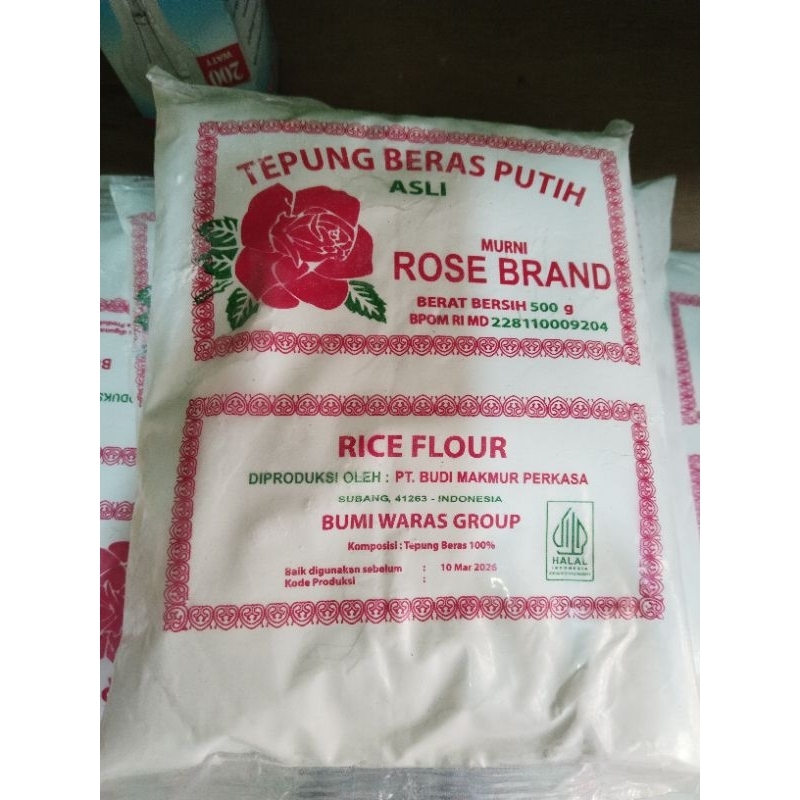 200
WATT
TEPUNG BERAS PUTIH
ASLI
MURNI
ROSE BRAND
BERAT BERSIH 500 g
BPOM RI MD 228110009204
RICE FLOUR
DIPRODUKSI OLEH : PT. BUDI MAKMUR PERKASA
SUBANG, 41263 - INDONESIA
BUMI WARAS GROUP
Komposisi : Tepung Beras 100%
Baik digunakan sebelum : 10 Mar 2026
Kode Produksi :
HALAL
INDONESIA